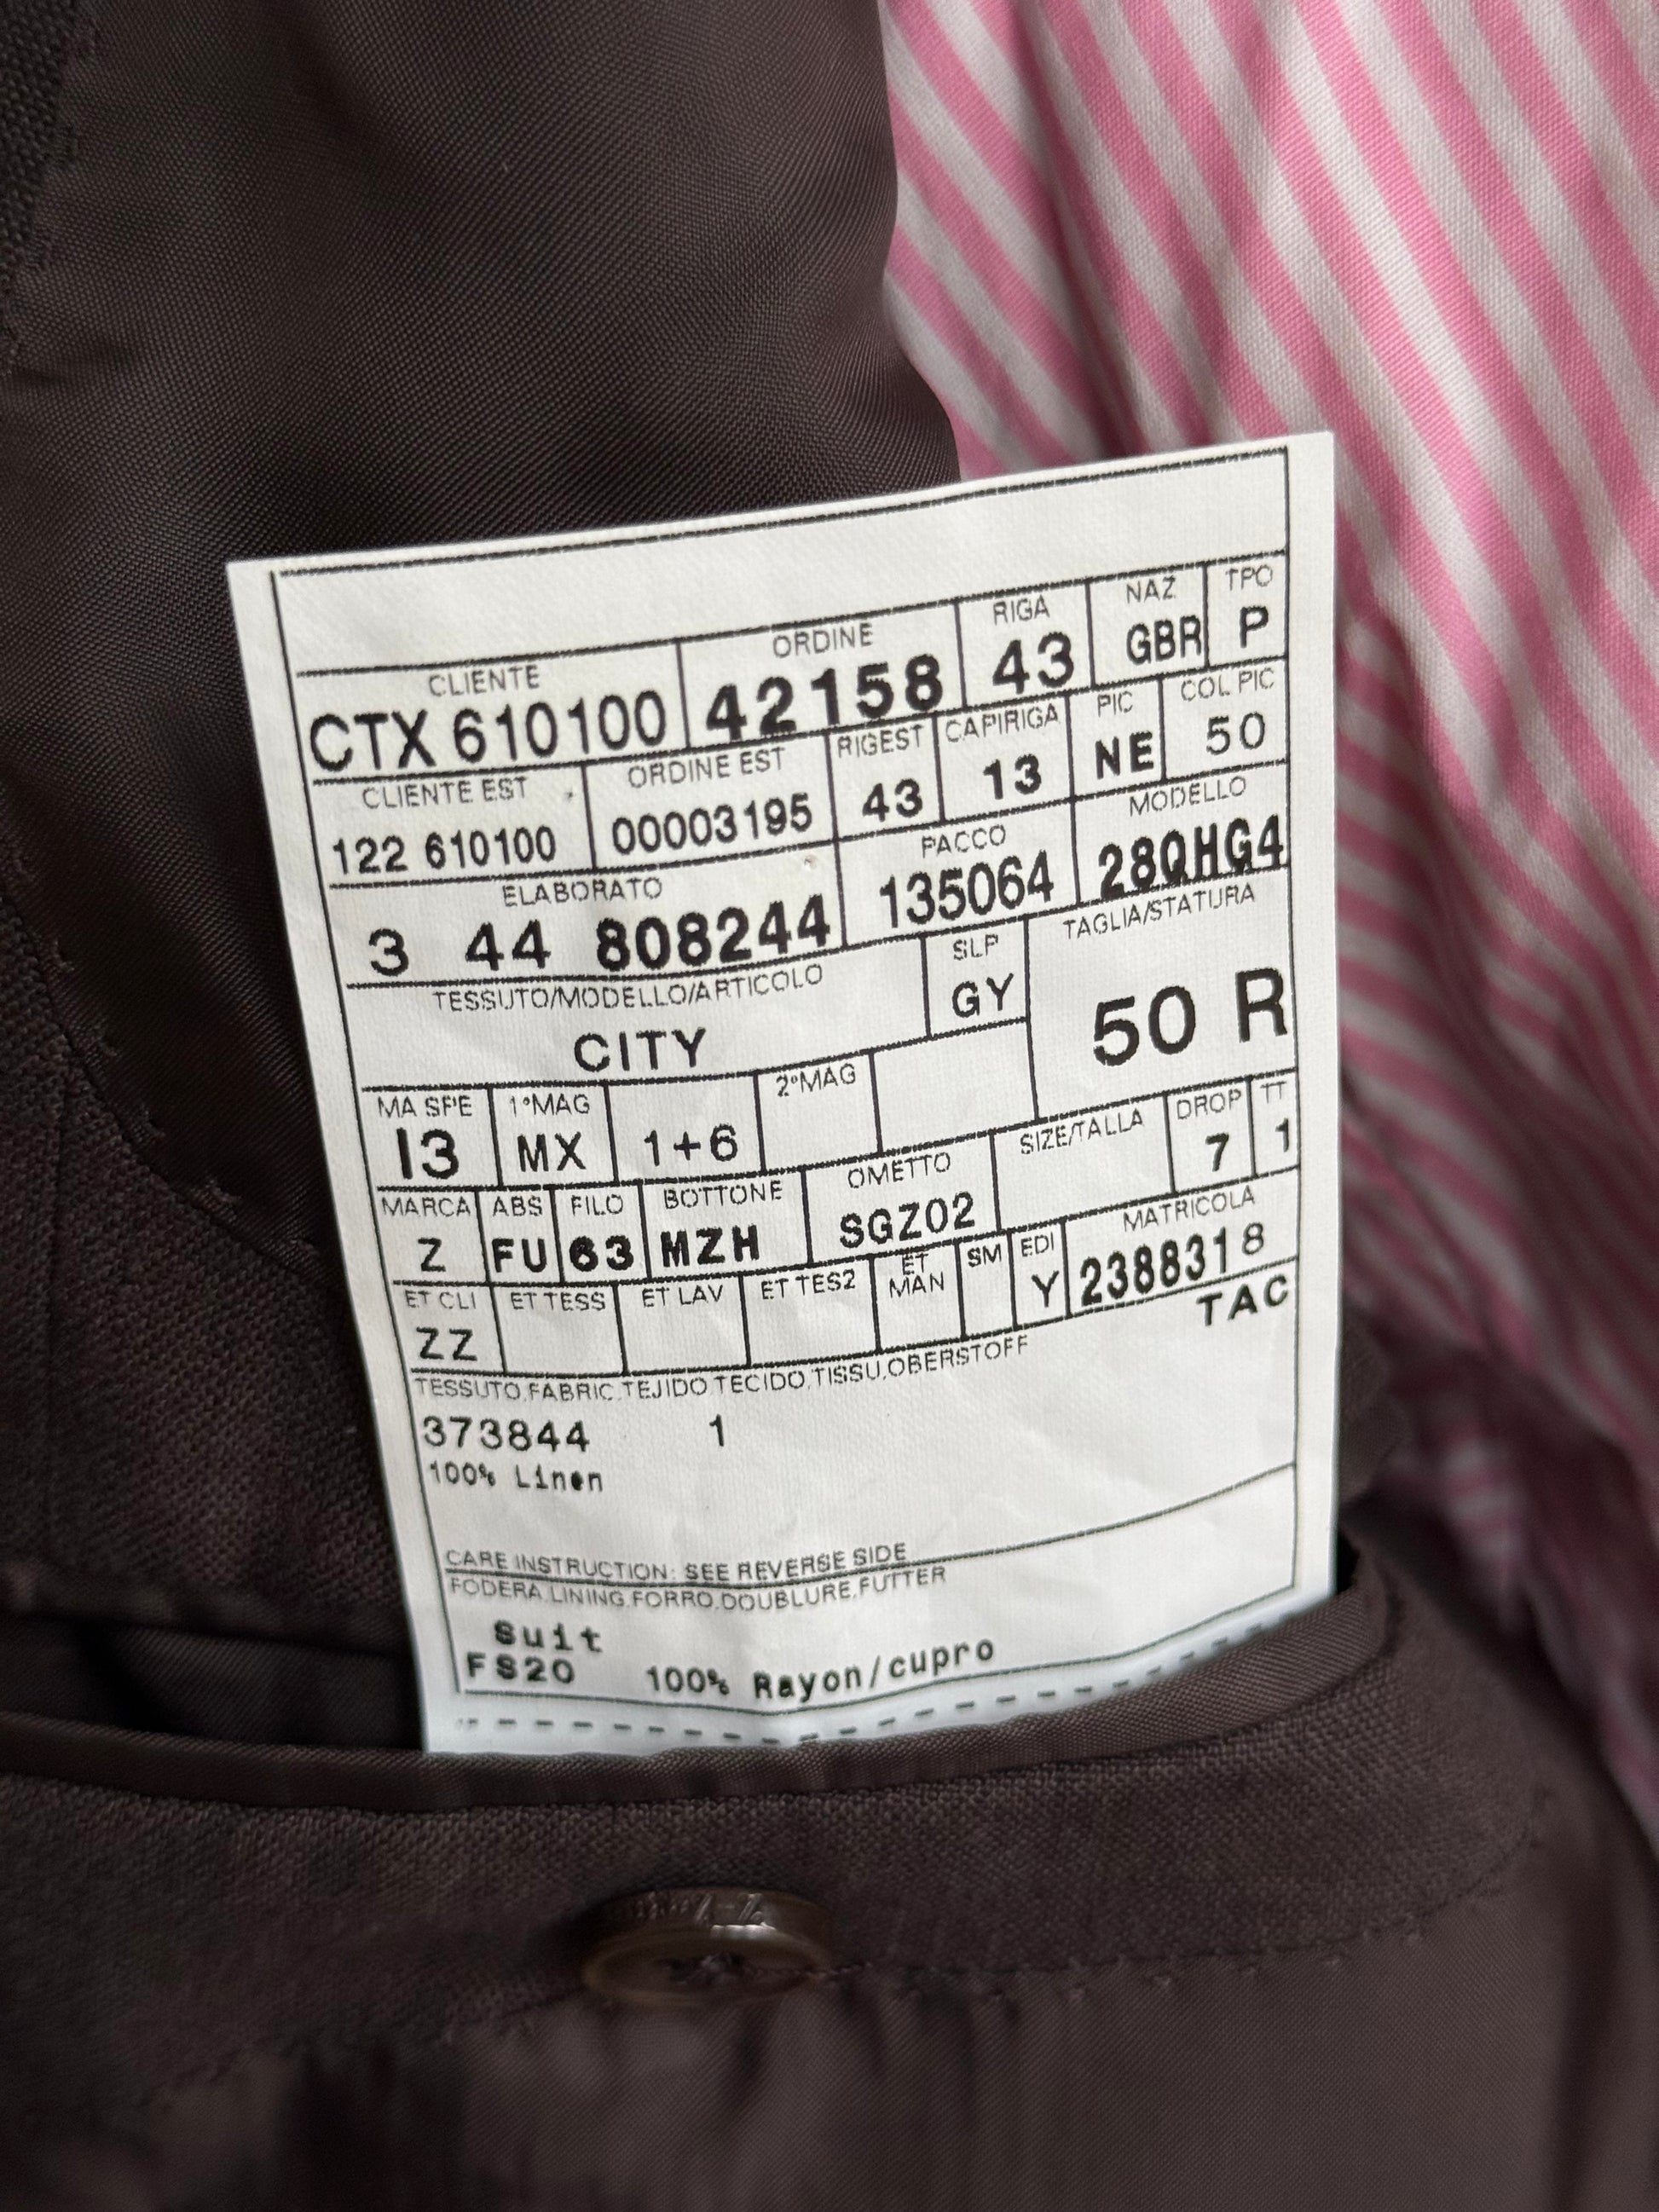 CLIENTE ORDINE RIGA NAZ TPO
CTX 610100 42158 43 GBR P
CLIENTE EST ORDINE EST RIGEST CAPIRIGA PIC COL PIC
122 610100 00003195 43 13 NE 50
ELABORATO PACCO MODELLO
3 44 808244 135064 28QHG4
TESSUTO/MODELLO/ARTICOLO SLP TAGLIA/STATURA
CITY GY 50 R
MA SPE 1°MAG 2°MAG SIZE/TALLA DROP TT
I3 MX 1+6 7 1
MARCA ABS FILO BOTTONE OMETTO MATRICOLA
Z FU 63 MZH SGZ02 2388318
ET CLI ET TESS ET LAV ET TES2 ET MAN SM EDI
ZZ Y TAC
TESSUTO,FABRIC,TEJIDO,TECIDO,TISSU,OBERSTOFF
373844 1
100% Linen
CARE INSTRUCTION: SEE REVERSE SIDE
FODERA,LINING,FORRO,DOUBLURE,FUTTER
Suit
FS20 100% Rayon/cupro